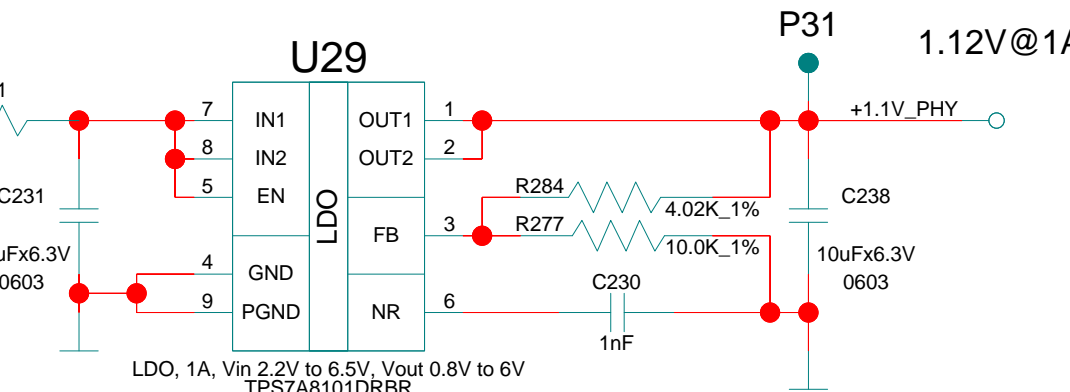 P31
U29
1.12V@1A
1
7 IN1 OUT1 1
+1.1V_PHY
8 IN2 OUT2 2
C231
5 EN
R284
4.02K_1%
C238
LDO
FB 3
R277
10.0K_1%
uFx6.3V
10uFx6.3V
0603
0603
4 GND
C230
9 PGND NR 6
1nF
LDO, 1A, Vin 2.2V to 6.5V, Vout 0.8V to 6V
TPS7A8101DRBR